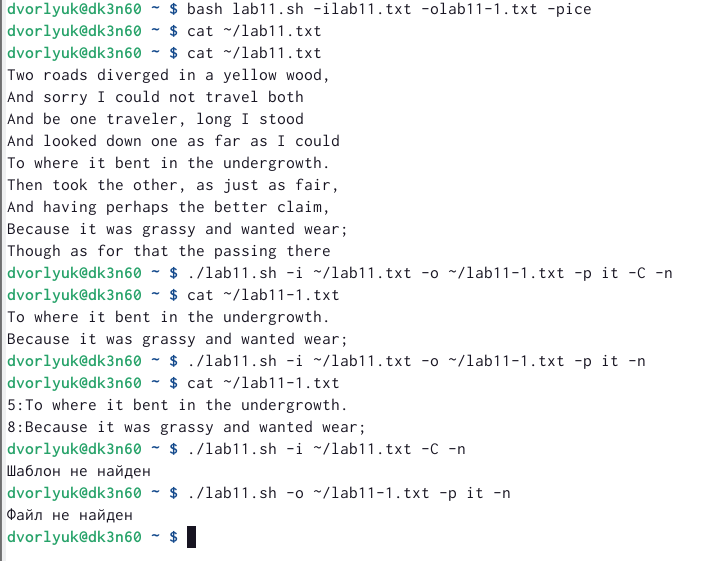 dvorlyuk@dk3n60 ~ $ bash lab11.sh -ilab11.txt -olab11-1.txt -pice
dvorlyuk@dk3n60 ~ $ cat ~/lab11.txt
dvorlyuk@dk3n60 ~ $ cat ~/lab11.txt
Two roads diverged in a yellow wood,
And sorry I could not travel both
And be one traveler, long I stood
And looked down one as far as I could
To where it bent in the undergrowth.
Then took the other, as just as fair,
And having perhaps the better claim,
Because it was grassy and wanted wear;
Though as for that the passing there
dvorlyuk@dk3n60 ~ $ ./lab11.sh -i ~/lab11.txt -o ~/lab11-1.txt -p it -C -n
dvorlyuk@dk3n60 ~ $ cat ~/lab11-1.txt
To where it bent in the undergrowth.
Because it was grassy and wanted wear;
dvorlyuk@dk3n60 ~ $ ./lab11.sh -i ~/lab11.txt -o ~/lab11-1.txt -p it -n
dvorlyuk@dk3n60 ~ $ cat ~/lab11-1.txt
5:To where it bent in the undergrowth.
8:Because it was grassy and wanted wear;
dvorlyuk@dk3n60 ~ $ ./lab11.sh -i ~/lab11.txt -C -n
Шаблон не найден
dvorlyuk@dk3n60 ~ $ ./lab11.sh -o ~/lab11-1.txt -p it -n
Файл не найден
dvorlyuk@dk3n60 ~ $